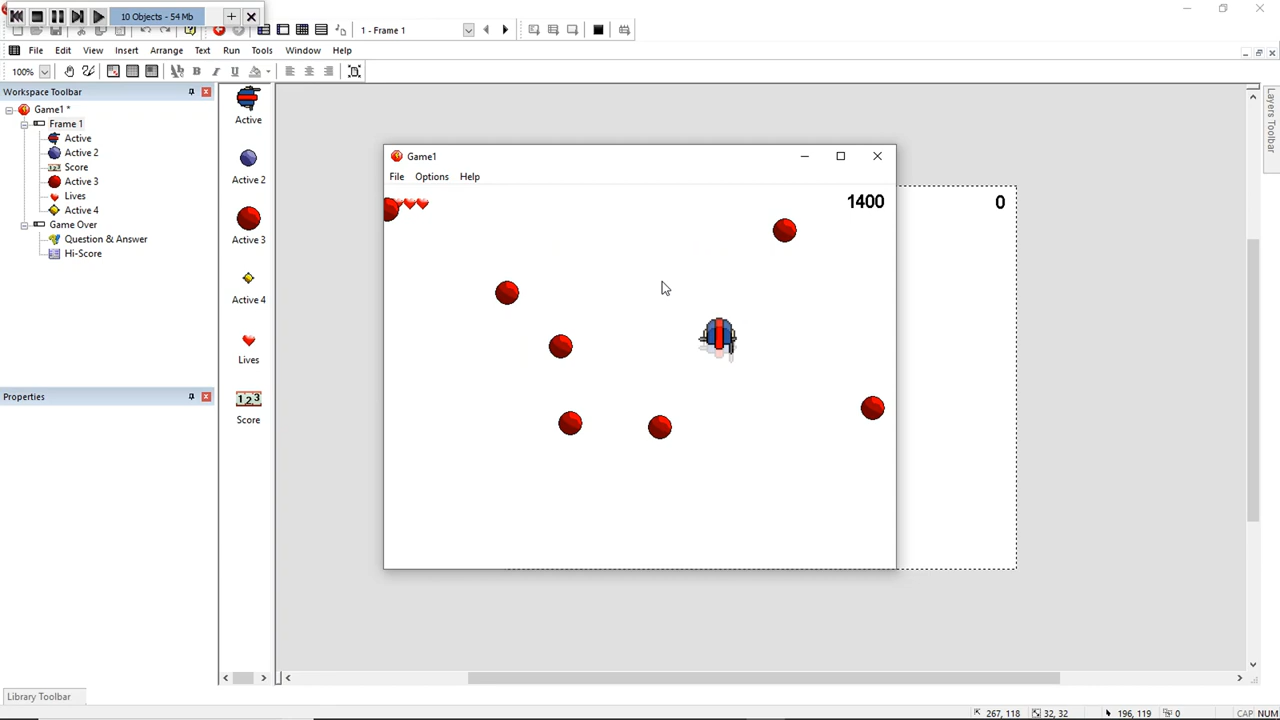 10 Objects - 54 Mb
1 - Frame 1
File Edit View Insert Arrange Text Run Tools Window Help
100%
B I U
Workspace Toolbar
Game1 *
Frame 1
Active
Active 2
Score
Active 3
Lives
Active 4
Game Over
Question & Answer
Hi-Score
Properties
Library Toolbar
Active
Active 2
Active 3
Active 4
Lives
1 2 3
Score
Game1
File Options Help
1400
0
Layers Toolbar
267, 118
32, 32
196, 119
0
CAP
NUM